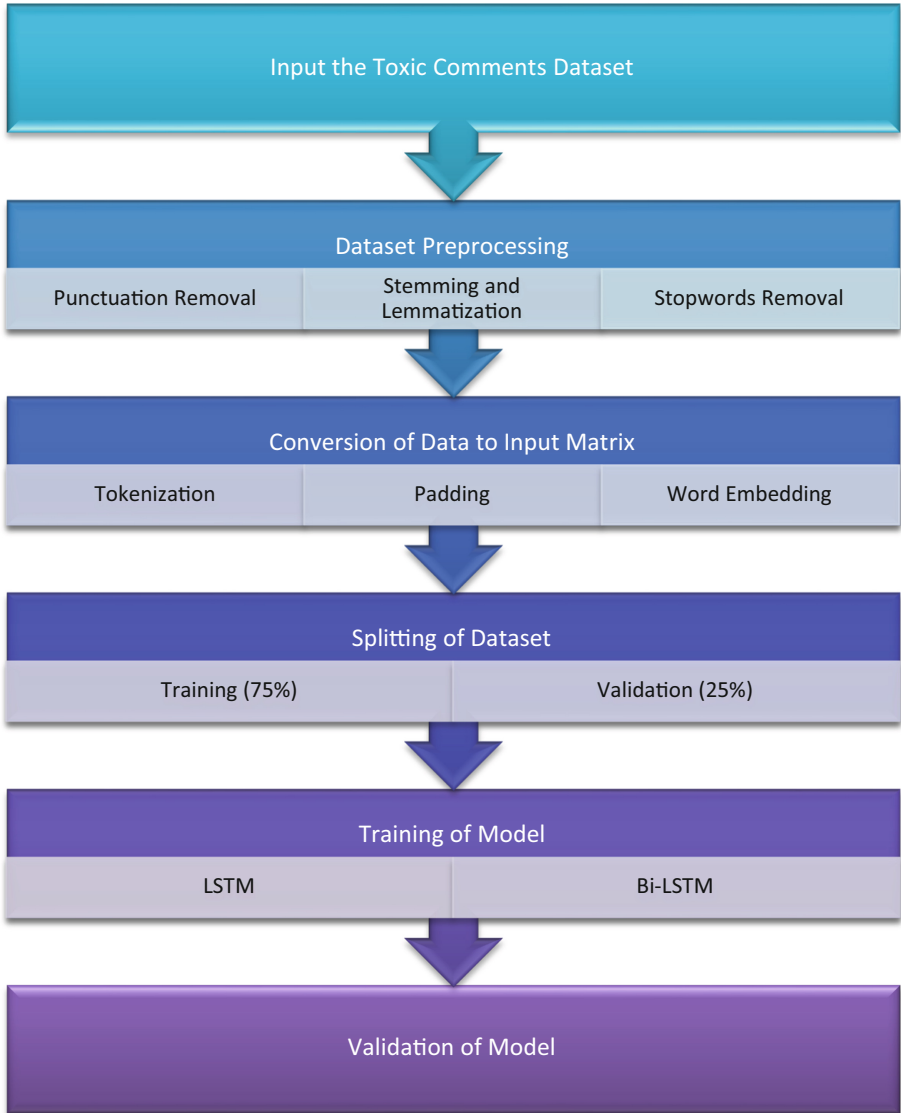 Input the Toxic Comments Dataset
Dataset Preprocessing
Punctuation Removal
Stemming and
Lemmatization
Stopwords Removal
Conversion of Data to Input Matrix
Tokenization
Padding
Word Embedding
Splitting of Dataset
Training (75%)
Validation (25%)
Training of Model
LSTM
Bi-LSTM
Validation of Model